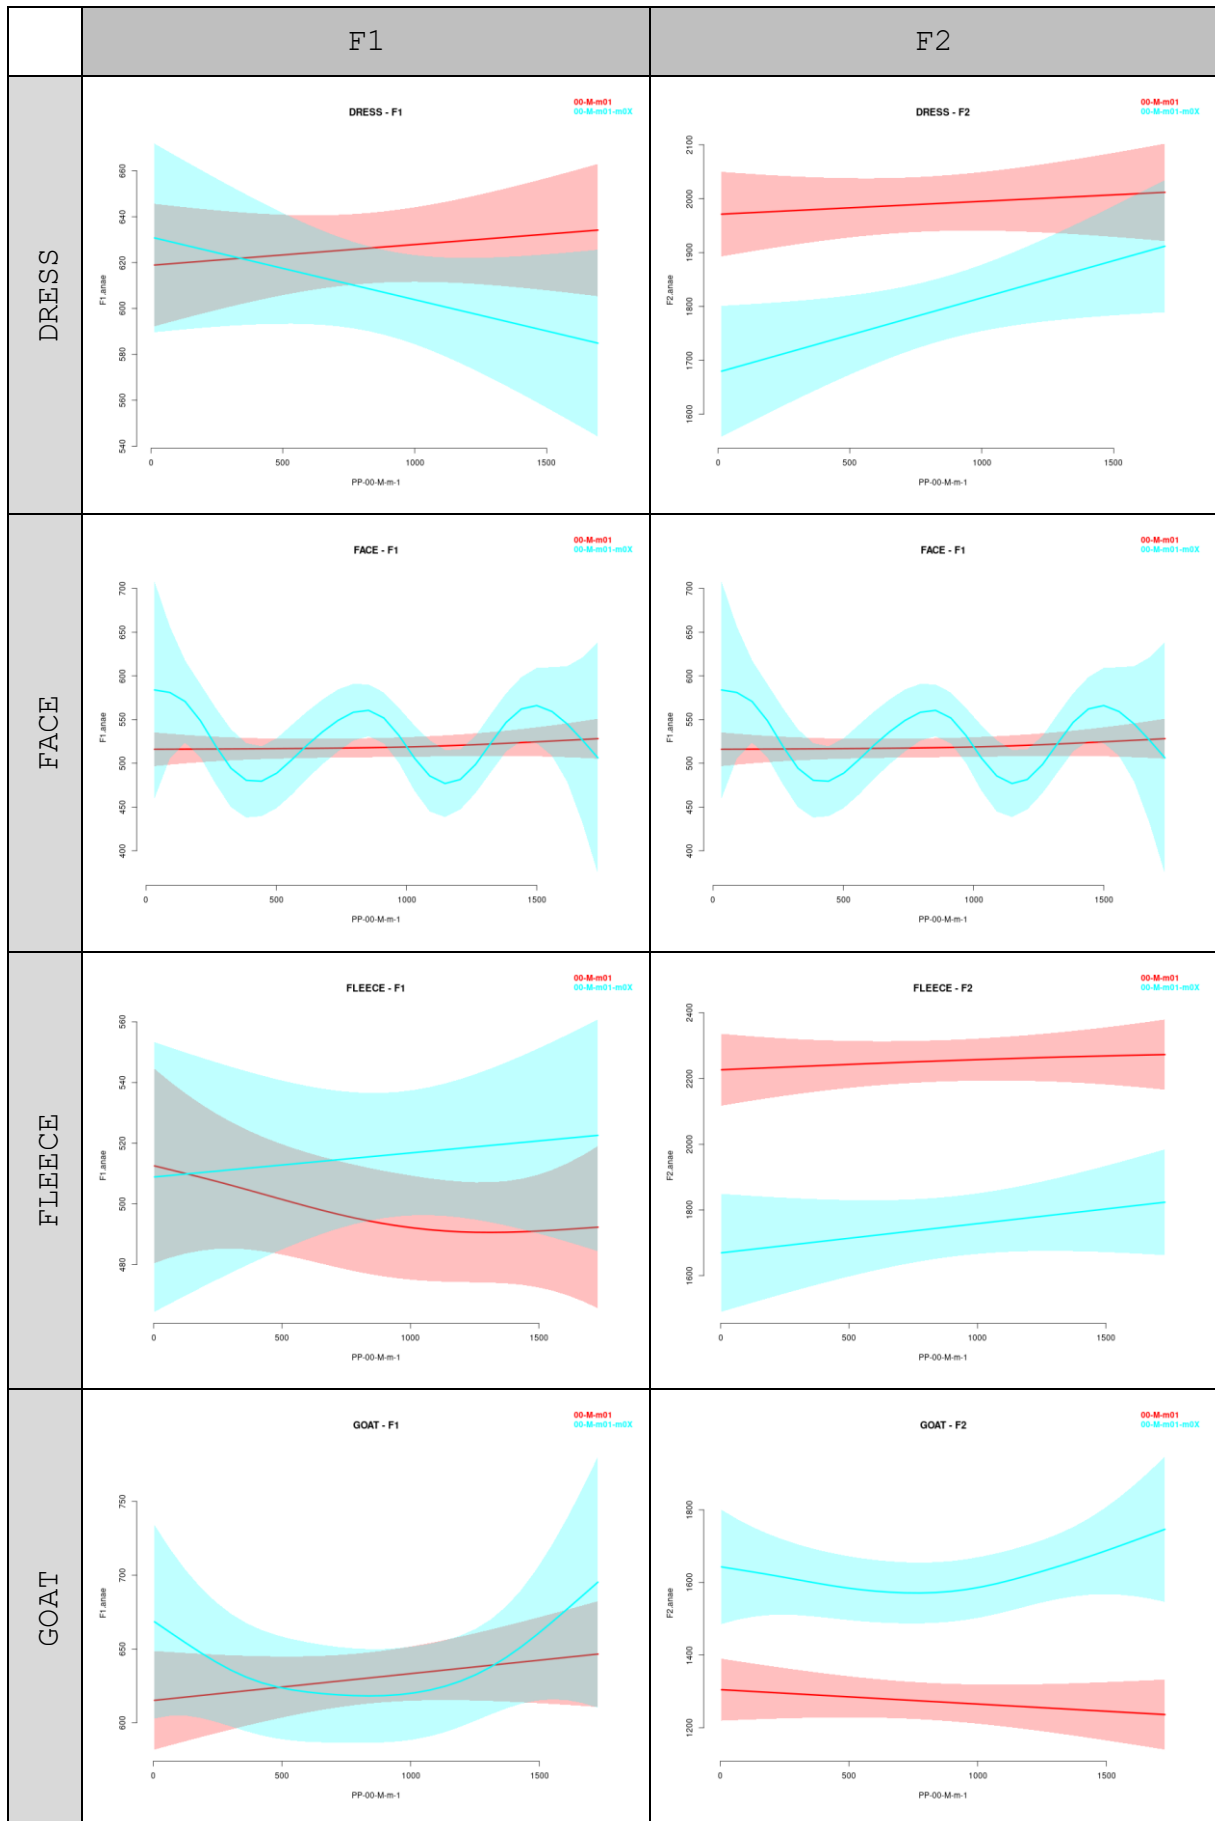 F1
F2
DRESS
DRESS - F1
00-M-m01
00-M-m01-m0X
F1.anae
540
560
580
600
620
640
660
0
500
1000
1500
PP-00-M-m-1
DRESS - F2
00-M-m01
00-M-m01-m0X
F2.anae
1600
1700
1800
1900
2000
2100
0
500
1000
1500
PP-00-M-m-1
FACE
FACE - F1
00-M-m01
00-M-m01-m0X
F1.anae
400
450
500
550
600
650
700
0
500
1000
1500
PP-00-M-m-1
FACE - F1
00-M-m01
00-M-m01-m0X
F1.anae
400
450
500
550
600
650
700
0
500
1000
1500
PP-00-M-m-1
FLEECE
FLEECE - F1
00-M-m01
00-M-m01-m0X
F1.anae
480
500
520
540
560
0
500
1000
1500
PP-00-M-m-1
FLEECE - F2
00-M-m01
00-M-m01-m0X
F2.anae
1600
1800
2000
2200
2400
0
500
1000
1500
PP-00-M-m-1
GOAT
GOAT - F1
00-M-m01
00-M-m01-m0X
F1.anae
600
650
700
750
0
500
1000
1500
PP-00-M-m-1
GOAT - F2
00-M-m01
00-M-m01-m0X
F2.anae
1200
1400
1600
1800
0
500
1000
1500
PP-00-M-m-1